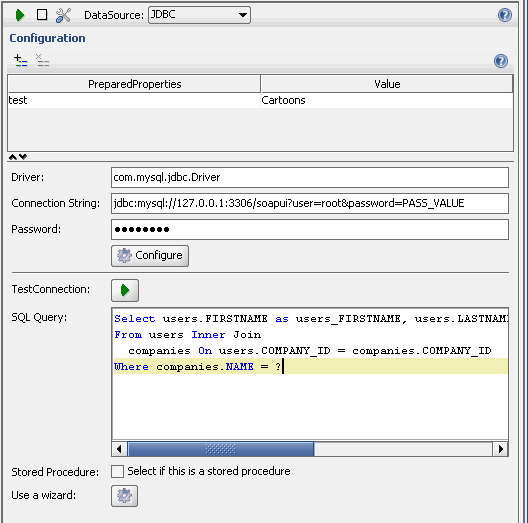 DataSource: JDBC
Configuration
PreparedProperties Value
test Cartoons
Driver: com.mysql.jdbc.Driver
Connection String: jdbc:mysql://127.0.0.1:3306/soapui?user=root&password=PASS_VALUE
Password: ●●●●●●●●
Configure
TestConnection:
SQL Query: Select users.FIRSTNAME as users_FIRSTNAME, users.LASTNAM
From users Inner Join
companies On users.COMPANY_ID = companies.COMPANY_ID
Where companies.NAME = ?
Stored Procedure: Select if this is a stored procedure
Use a wizard: